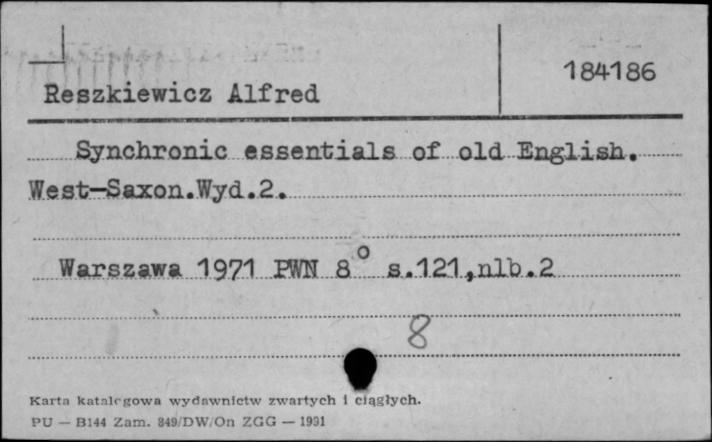 184186
Reszkiewicz Alfred
Synchronic essentials of old English.
West-Saxon.Wyd.2.
Warszawa 1971 PWN 8° s.121,nlb.2
8
Karta katalogowa wydawnictw zwartych i ciągłych.
PU — B144 Zam. 849/DW/On ZGG — 1991